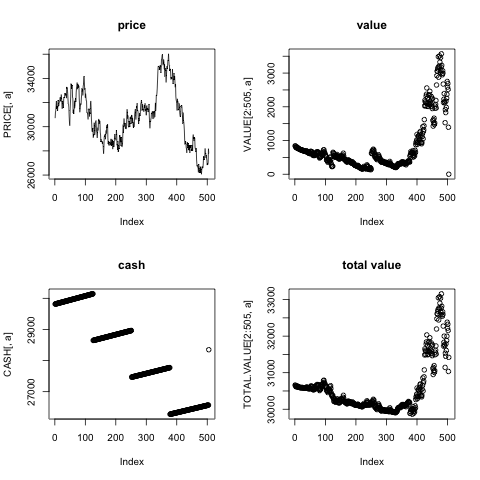 price
PRICE[, a]
26000 30000 34000
0 100 200 300 400 500
Index
value
VALUE[2:505, a]
0 1000 2000 3000
0 100 200 300 400 500
Index
cash
CASH[, a]
27000 29000
0 100 200 300 400 500
Index
total value
TOTAL.VALUE[2:505, a]
30000 31000 32000 33000
0 100 200 300 400 500
Index